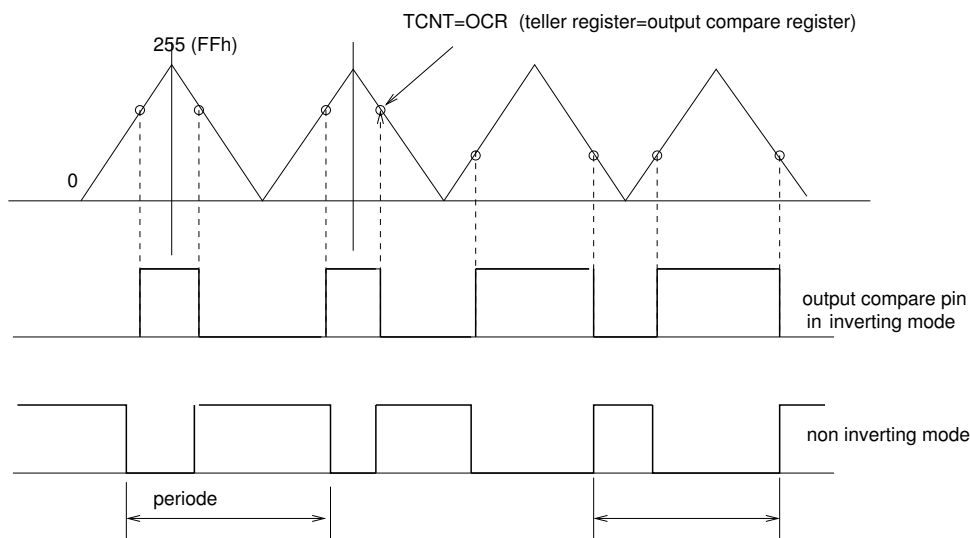 TCNT=OCR (teller register=output compare register)
255 (FFh)
0
output compare pin
in inverting mode
non inverting mode
periode